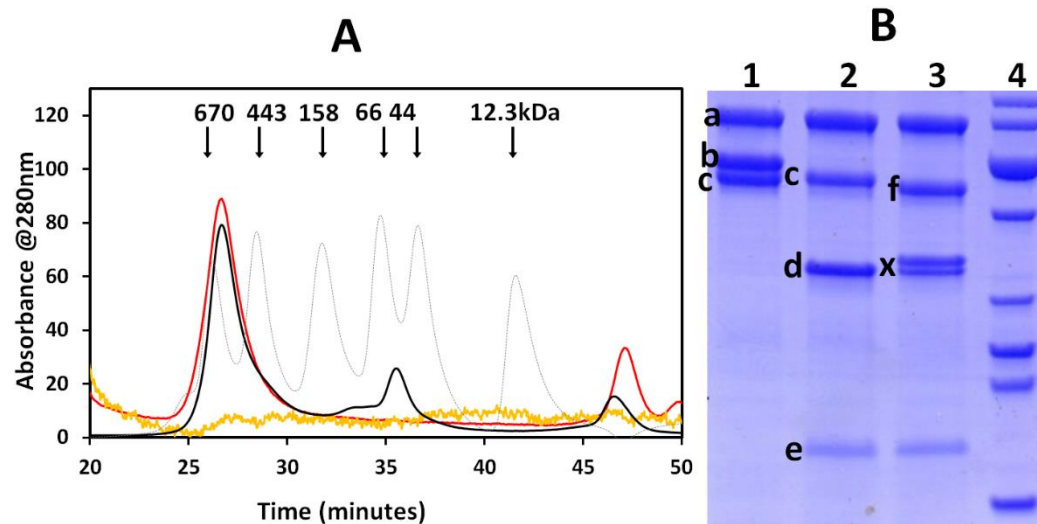 A
670 443 158 66 44 12.3kDa
120
100
80
60
40
20
0
Absorbance @280nm
20 25 30 35 40 45 50
Time (minutes)
B
1 2 3 4
a
b
c c f
d x
e